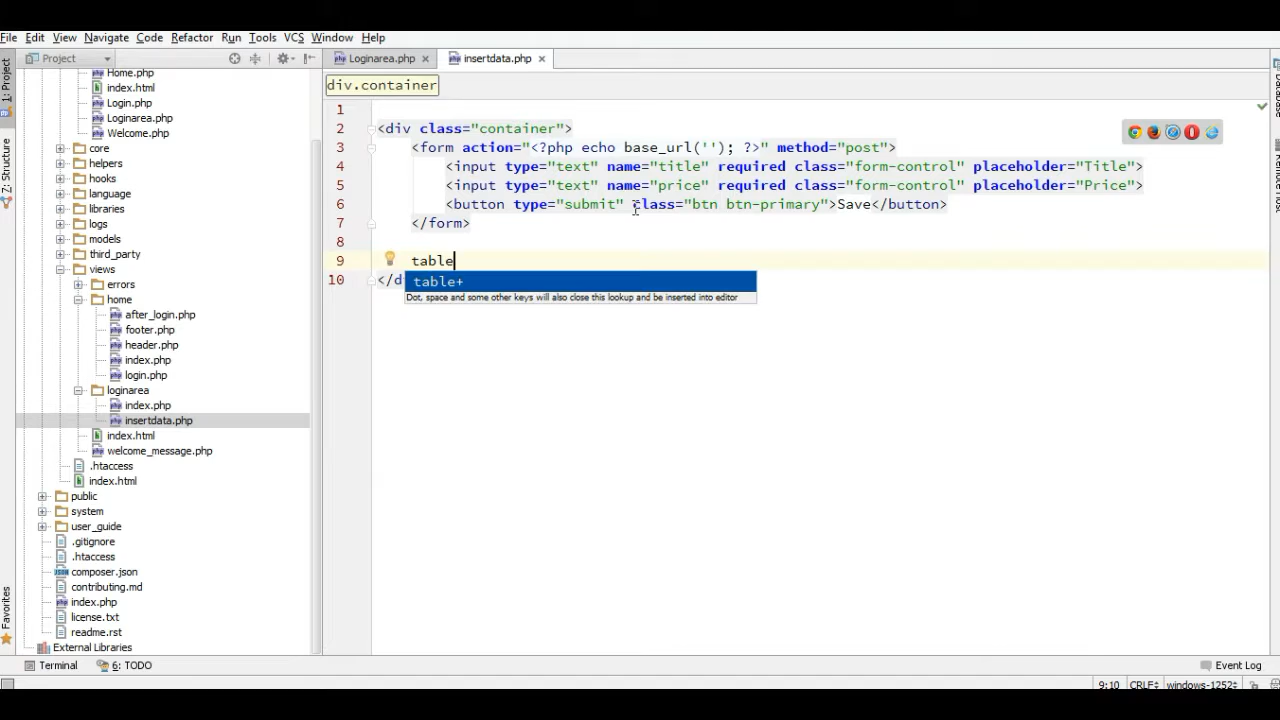 File Edit View Navigate Code Refactor Run Tools VCS Window Help
Project
Loginarea.php
insertdata.php
div.container
1: Project
7: Structure
Favorites
Home.php
index.html
Login.php
Loginarea.php
Welcome.php
core
helpers
hooks
language
libraries
logs
models
third_party
views
errors
home
after_login.php
footer.php
header.php
index.php
login.php
loginarea
index.php
insertdata.php
index.html
welcome_message.php
.htaccess
index.html
public
system
user_guide
.gitignore
.htaccess
composer.json
contributing.md
index.php
license.txt
readme.rst
External Libraries
1
2 <div class="container">
3 <form action="<?php echo base_url(''); ?>" method="post">
4 <input type="text" name="title" required class="form-control" placeholder="Title">
5 <input type="text" name="price" required class="form-control" placeholder="Price">
6 <button type="submit" class="btn btn-primary">Save</button>
7 </form>
8
9 table
10 </d
table+
Dot, space and some other keys will also close this lookup and be inserted into editor
Database
Terminal
6: TODO
Event Log
9:10 CRLF windows-1252